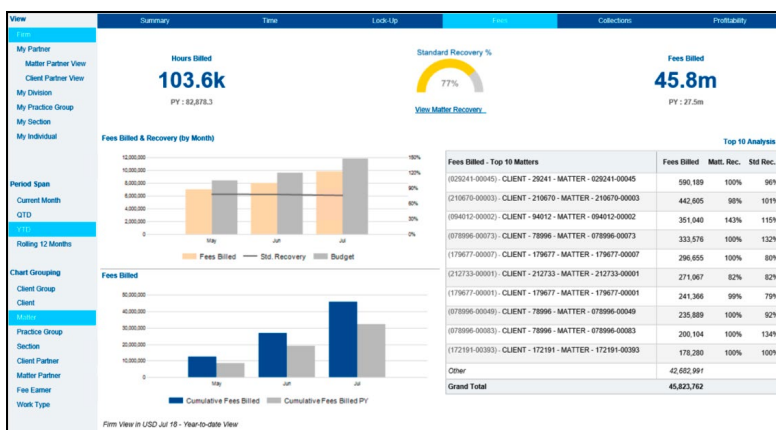 View
Summary
Time
Lock-Up
Fees
Collections
Profitability
Firm
My Partner
Matter Partner View
Client Partner View
My Division
My Practice Group
My Section
My Individual
Period Span
Current Month
QTD
YTD
Rolling 12 Months
Chart Grouping
Client Group
Client
Matter
Practice Group
Section
Client Partner
Matter Partner
Fee Earner
Work Type
Hours Billed
103.6k
PY : 82,878.3
Standard Recovery %
77%
View Matter Recovery
Fees Billed
45.8m
PY : 27.5m
Fees Billed & Recovery (by Month)
12,000,000
10,000,000
8,000,000
6,000,000
4,000,000
2,000,000
0
150%
120%
90%
60%
30%
0%
May Jun Jul
Fees Billed Std. Recovery Budget
Fees Billed
50,000,000
40,000,000
30,000,000
20,000,000
10,000,000
0
May Jun Jul
Cumulative Fees Billed Cumulative Fees Billed PY
Top 10 Analysis
Fees Billed - Top 10 Matters Fees Billed Matt. Rec. Std Rec.
(029241-00045) - CLIENT - 29241 - MATTER - 029241-00045 590,189 100% 96%
(210670-00003) - CLIENT - 210670 - MATTER - 210670-00003 442,605 98% 101%
(094012-00002) - CLIENT - 94012 - MATTER - 094012-00002 351,040 143% 115%
(078996-00073) - CLIENT - 78996 - MATTER - 078996-00073 333,576 100% 132%
(179677-00007) - CLIENT - 179677 - MATTER - 179677-00007 296,655 100% 80%
(212733-00001) - CLIENT - 212733 - MATTER - 212733-00001 271,067 82% 82%
(179677-00001) - CLIENT - 179677 - MATTER - 179677-00001 241,366 99% 79%
(078996-00049) - CLIENT - 78996 - MATTER - 078996-00049 235,889 100% 92%
(078996-00083) - CLIENT - 78996 - MATTER - 078996-00083 200,104 100% 134%
(172191-00393) - CLIENT - 172191 - MATTER - 172191-00393 178,280 100% 100%
Other 42,682,991
Grand Total 45,823,762
Firm View in USD Jul 16 - Year-to-date View